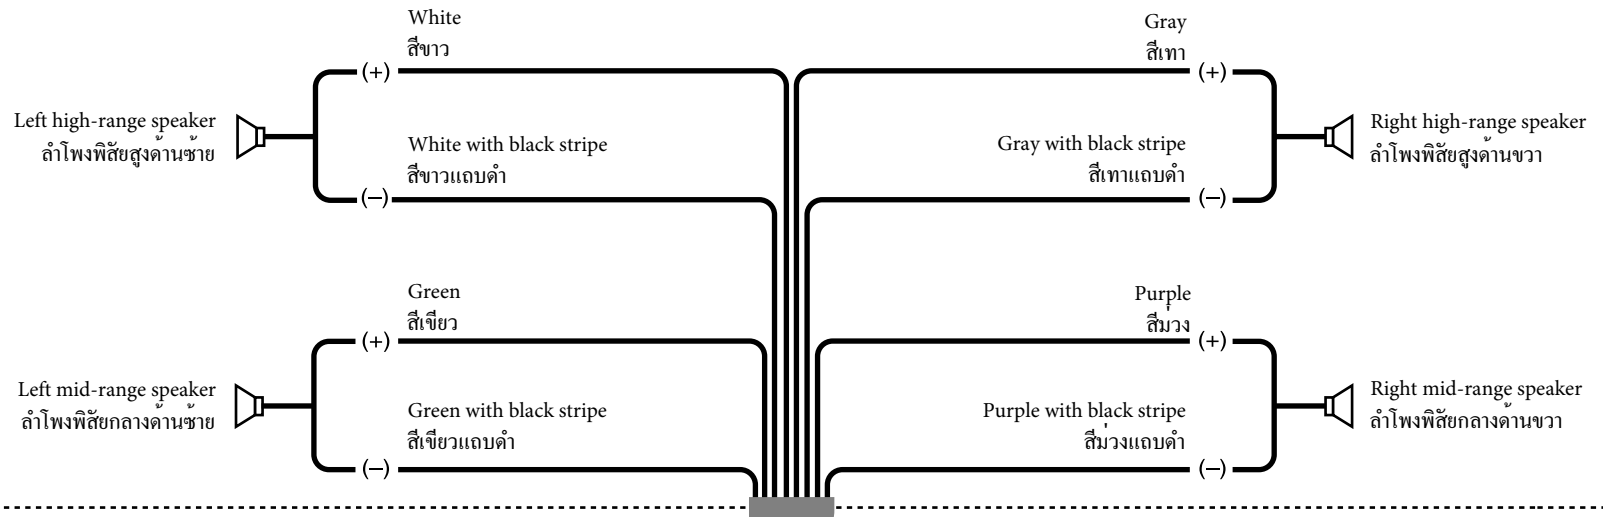 White
สีขาว
(+)
Left high-range speaker
ลำโพงพิสัยสูงด้านซ้าย
White with black stripe
สีขาวแถบดำ
(−)
Gray
สีเทา
(+)
Gray with black stripe
สีเทาแถบดำ
(−)
Right high-range speaker
ลำโพงพิสัยสูงด้านขวา
Green
สีเขียว
(+)
Left mid-range speaker
ลำโพงพิสัยกลางด้านซ้าย
Green with black stripe
สีเขียวแถบดำ
(−)
Purple
สีม่วง
(+)
Purple with black stripe
สีม่วงแถบดำ
(−)
Right mid-range speaker
ลำโพงพิสัยกลางด้านขวา